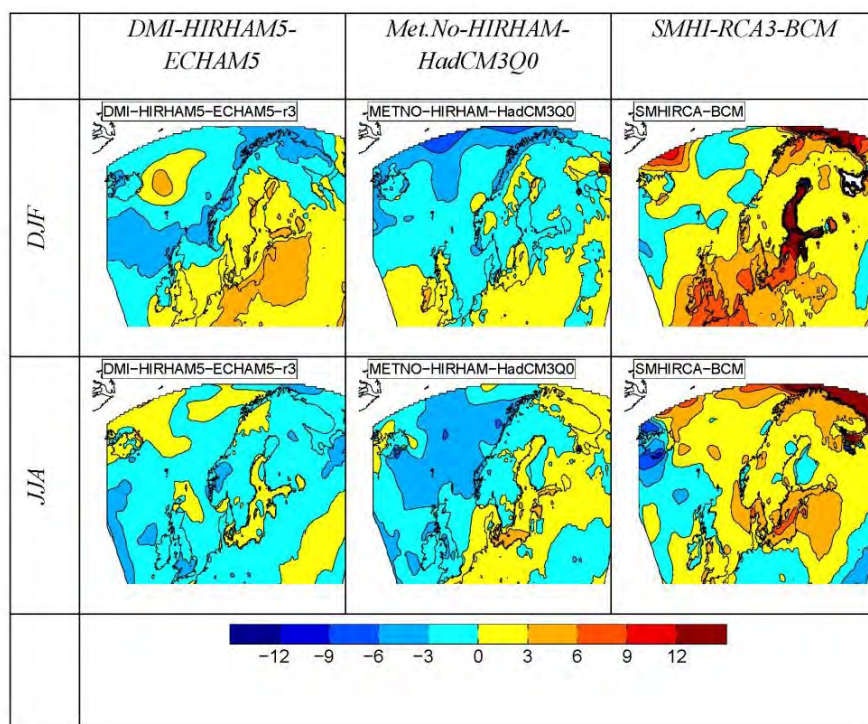 DMI-HIRHAM5-
ECHAM5
Met.No-HIRHAM-
HadCM3Q0
SMHI-RCA3-BCM
DJF
DMI−HIRHAM5−ECHAM5−r3
METNO−HIRHAM−HadCM3Q0
SMHIRCA−BCM
JJA
DMI−HIRHAM5−ECHAM5−r3
METNO−HIRHAM−HadCM3Q0
SMHIRCA−BCM
−12 −9 −6 −3 0 3 6 9 12